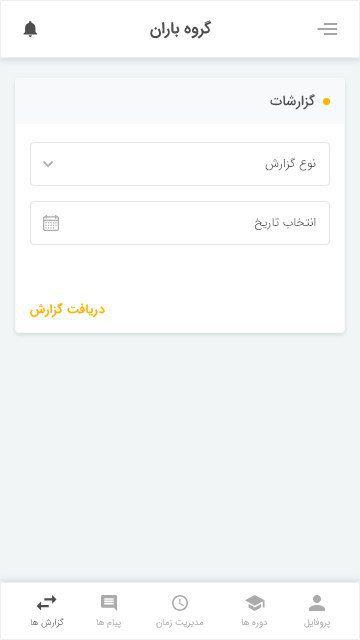 گروه باران
گزارشات
نوع گزارش
انتخاب تاریخ
دریافت گزارش
پروفایل
دوره ها
مدیریت زمان
پیام ها
گزارش ها